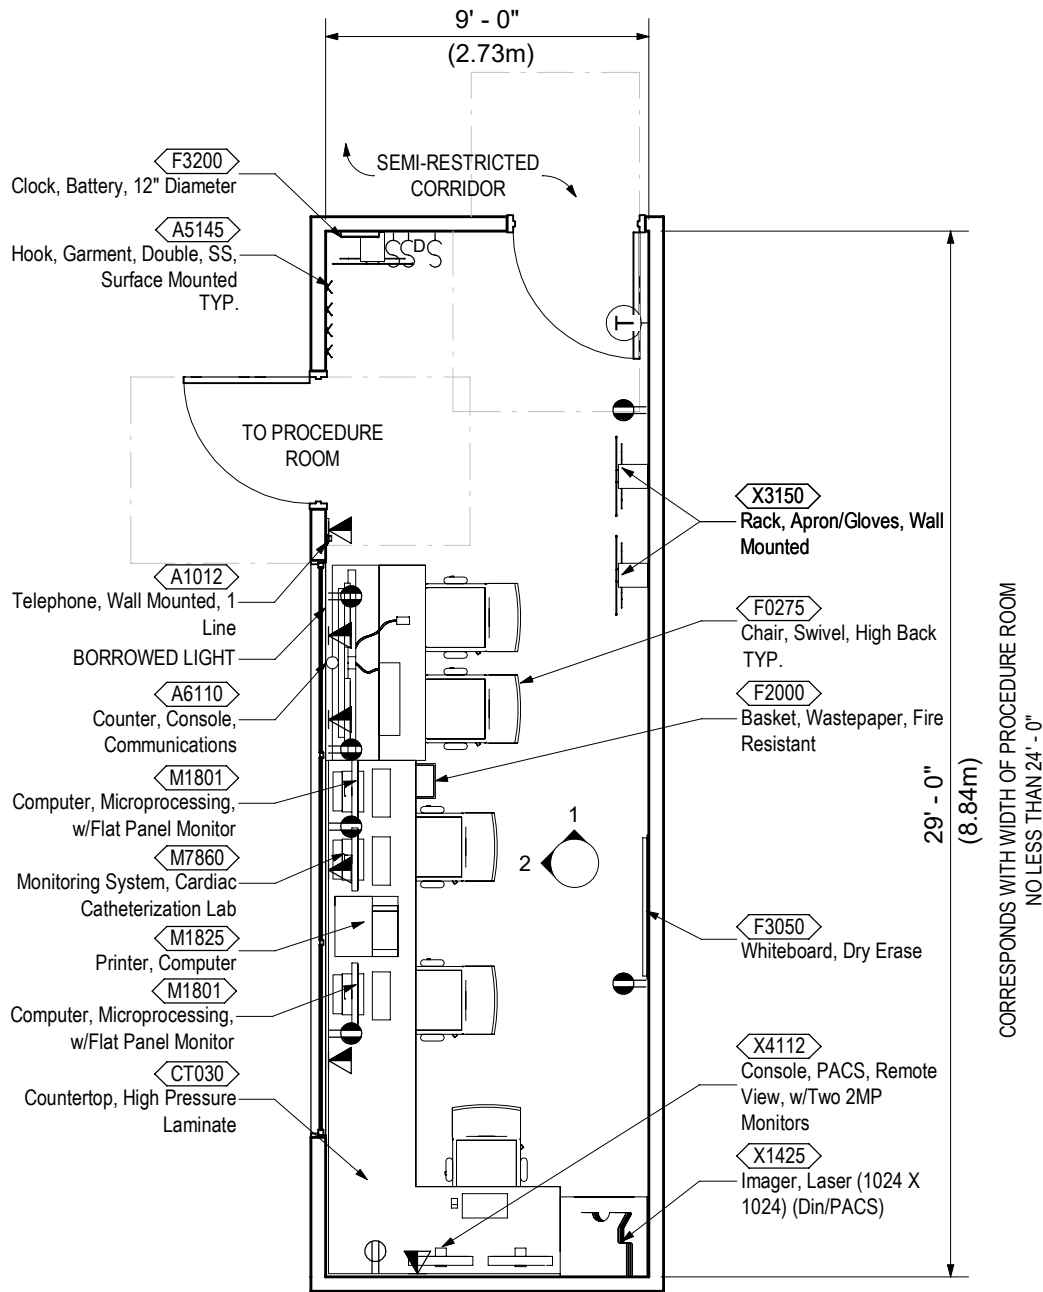 9' - 0"
(2.73m)
SEMI-RESTRICTED
CORRIDOR
F3200
Clock, Battery, 12" Diameter
A5145
Hook, Garment, Double, SS,
Surface Mounted
TYP.
D
T
TO PROCEDURE
ROOM
A1012
Telephone, Wall Mounted, 1
Line
BORROWED LIGHT
A6110
Counter, Console,
Communications
M1801
Computer, Microprocessing,
w/Flat Panel Monitor
M7860
Monitoring System, Cardiac
Catheterization Lab
M1825
Printer, Computer
M1801
Computer, Microprocessing,
w/Flat Panel Monitor
CT030
Countertop, High Pressure
Laminate
1
2
X3150
Rack, Apron/Gloves, Wall
Mounted
F0275
Chair, Swivel, High Back
TYP.
F2000
Basket, Wastepaper, Fire
Resistant
F3050
Whiteboard, Dry Erase
X4112
Console, PACS, Remote
View, w/Two 2MP
Monitors
X1425
Imager, Laser (1024 X
1024) (Din/PACS)
29' - 0"
(8.84m)
CORRESPONDS WITH WIDTH OF PROCEDURE ROOM
NO LESS THAN 24' - 0"